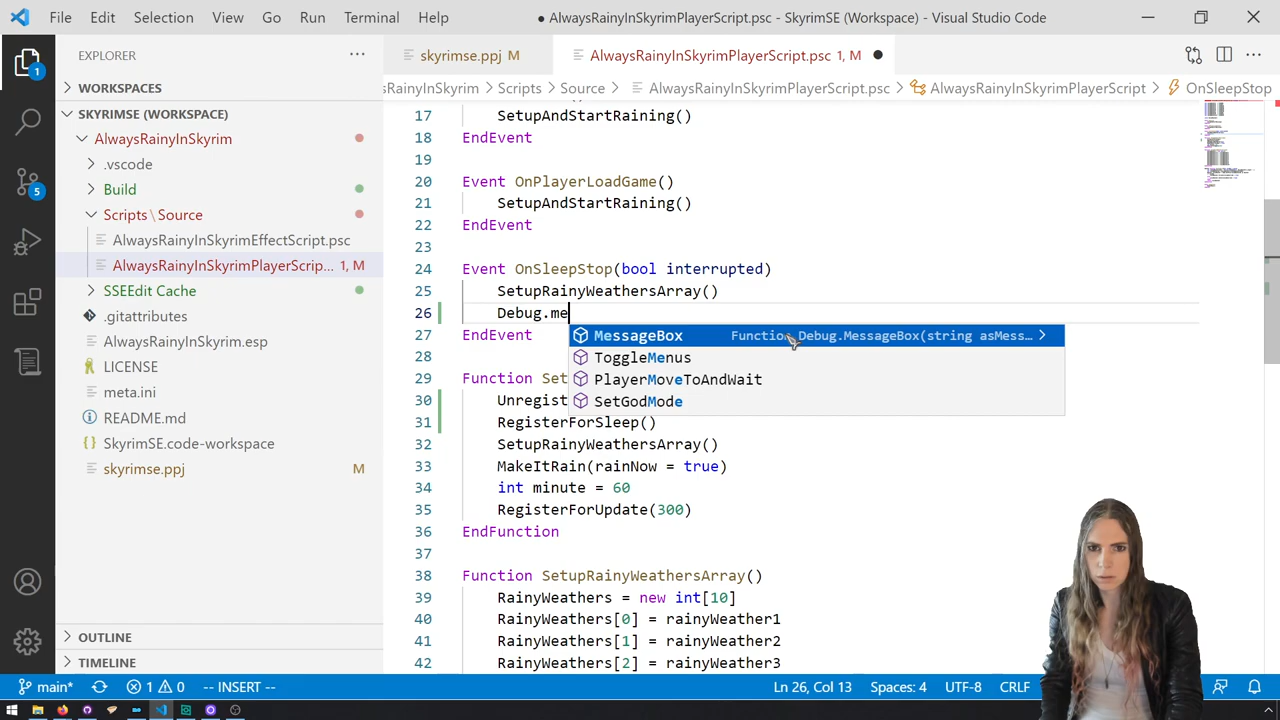 File Edit Selection View Go Run Terminal Help
● AlwaysRainyInSkyrimPlayerScript.psc - SkyrimSE (Workspace) - Visual Studio Code
EXPLORER
skyrimse.ppj M
AlwaysRainyInSkyrimPlayerScript.psc 1, M
sRainyInSkyrim > Scripts > Source > AlwaysRainyInSkyrimPlayerScript.psc > AlwaysRainyInSkyrimPlayerScript > OnSleepStop
WORKSPACES
SKYRIMSE (WORKSPACE)
AlwaysRainyInSkyrim
.vscode
Build
Scripts\Source
AlwaysRainyInSkyrimEffectScript.psc
AlwaysRainyInSkyrimPlayerScrip... 1, M
SSEEdit Cache
.gitattributes
AlwaysRainyInSkyrim.esp
LICENSE
meta.ini
README.md
SkyrimSE.code-workspace
skyrimse.ppj M
OUTLINE
TIMELINE
17 SetupAndStartRaining()
18 EndEvent
19
20 Event OnPlayerLoadGame()
21 SetupAndStartRaining()
22 EndEvent
23
24 Event OnSleepStop(bool interrupted)
25 SetupRainyWeathersArray()
26 Debug.me
27 EndEvent
MessageBox Function Debug.MessageBox(string asMess...
ToggleMenus
PlayerMoveToAndWait
SetGodMode
28
29 Function Set
30 Unregist
31 RegisterForSleep()
32 SetupRainyWeathersArray()
33 MakeItRain(rainNow = true)
34 int minute = 60
35 RegisterForUpdate(300)
36 EndFunction
37
38 Function SetupRainyWeathersArray()
39 RainyWeathers = new int[10]
40 RainyWeathers[0] = rainyWeather1
41 RainyWeathers[1] = rainyWeather2
42 RainyWeathers[2] = rainyWeather3
1
5
main* 1 0 -- INSERT -- Ln 26, Col 13 Spaces: 4 UTF-8 CRLF